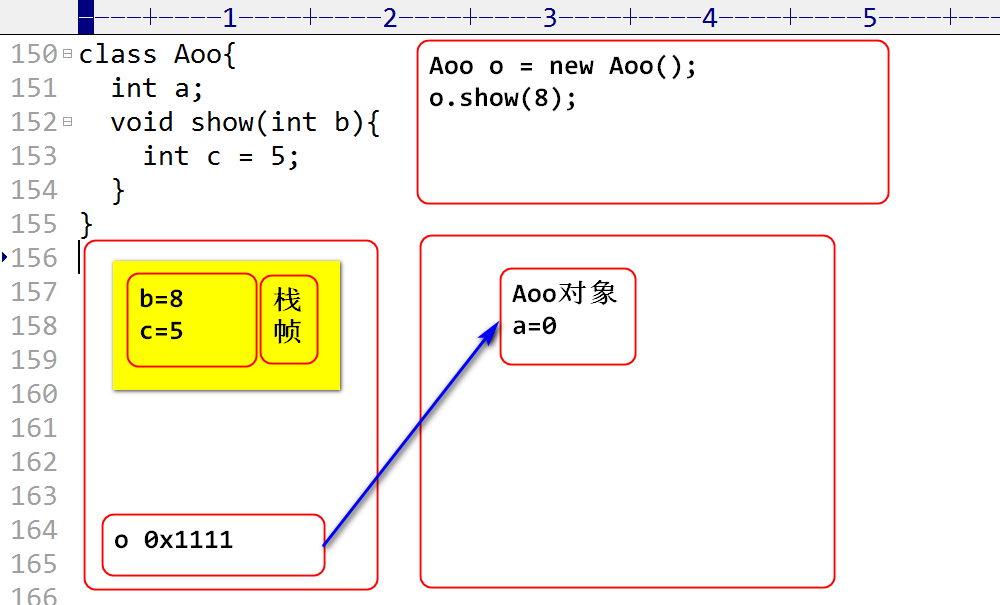 1 2 3 4 5
150 class Aoo{
151 int a;
152 void show(int b){
153 int c = 5;
154 }
155 }
156
157
158
159
160
161
162
163
164
165
166
Aoo o = new Aoo();
o.show(8);
b=8
c=5
栈
帧
Aoo对象
a=0
o 0x1111